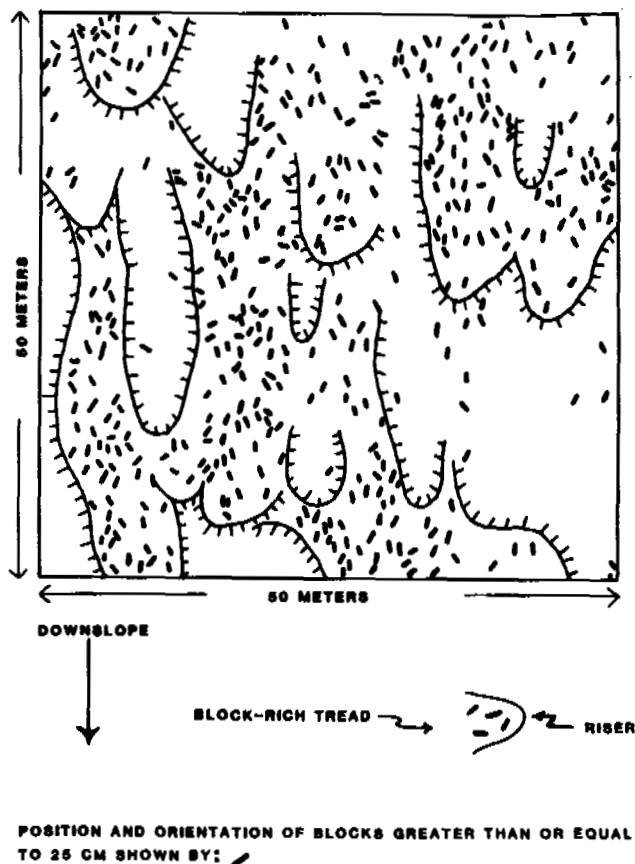 50 METERS
50 METERS
DOWNSLOPE
BLOCK-RICH TREAD
RISER
POSITION AND ORIENTATION OF BLOCKS GREATER THAN OR EQUAL
TO 25 CM SHOWN BY: